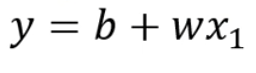 y = b + wx₁